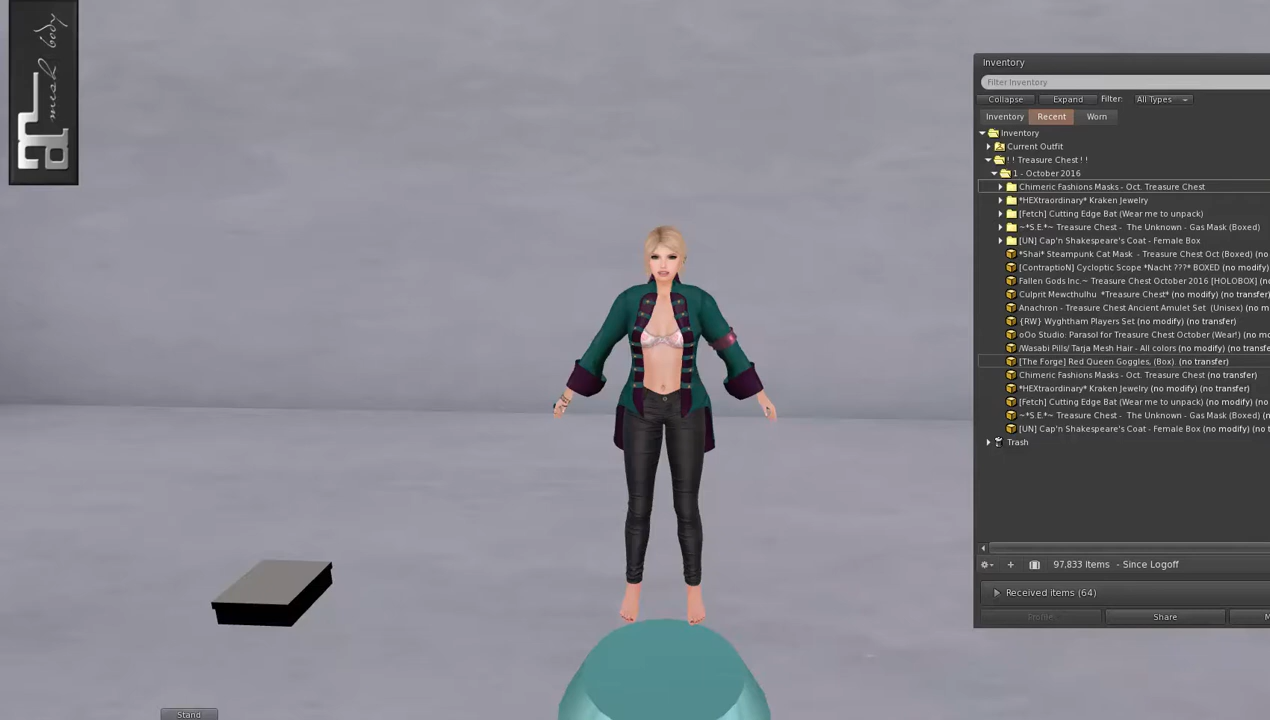 mesh body
Inventory
Filter Inventory
Collapse Expand Filter: All Types
Inventory Recent Worn
Inventory
Current Outfit
! ! Treasure Chest ! !
1 - October 2016
Chimeric Fashions Masks - Oct. Treasure Chest
*HEXtraordinary* Kraken Jewelry
[Fetch] Cutting Edge Bat (Wear me to unpack)
~*S.E.*~ Treasure Chest - The Unknown - Gas Mask (Boxed)
[UN] Cap'n Shakespeare's Coat - Female Box
*Shai* Steampunk Cat Mask - Treasure Chest Oct (Boxed) (no
[ContraptioN] Cycloptic Scope *Nacht ???* BOXED (no modify)
Fallen Gods Inc.~ Treasure Chest October 2016 [HOLOBOX] (n
Culprit Mewcthulhu *Treasure Chest* (no modify) (no transfer)
Anachron - Treasure Chest Ancient Amulet Set (Unisex) (no m
{RW} Wyghtham Players Set (no modify) (no transfer)
oOo Studio: Parasol for Treasure Chest October (Wear!) (no m
/Wasabi Pills/ Tarja Mesh Hair - All colors (no modify) (no tran
[The Forge] Red Queen Goggles, (Box). (no transfer)
Chimeric Fashions Masks - Oct. Treasure Chest (no transfer)
*HEXtraordinary* Kraken Jewelry (no modify) (no transfer)
[Fetch] Cutting Edge Bat (Wear me to unpack) (no modify) (no
~*S.E.*~ Treasure Chest - The Unknown - Gas Mask (Boxed) (n
[UN] Cap'n Shakespeare's Coat - Female Box (no modify) (no t
Trash
97,833 Items - Since Logoff
Received items (64)
Profile Share M
Stand